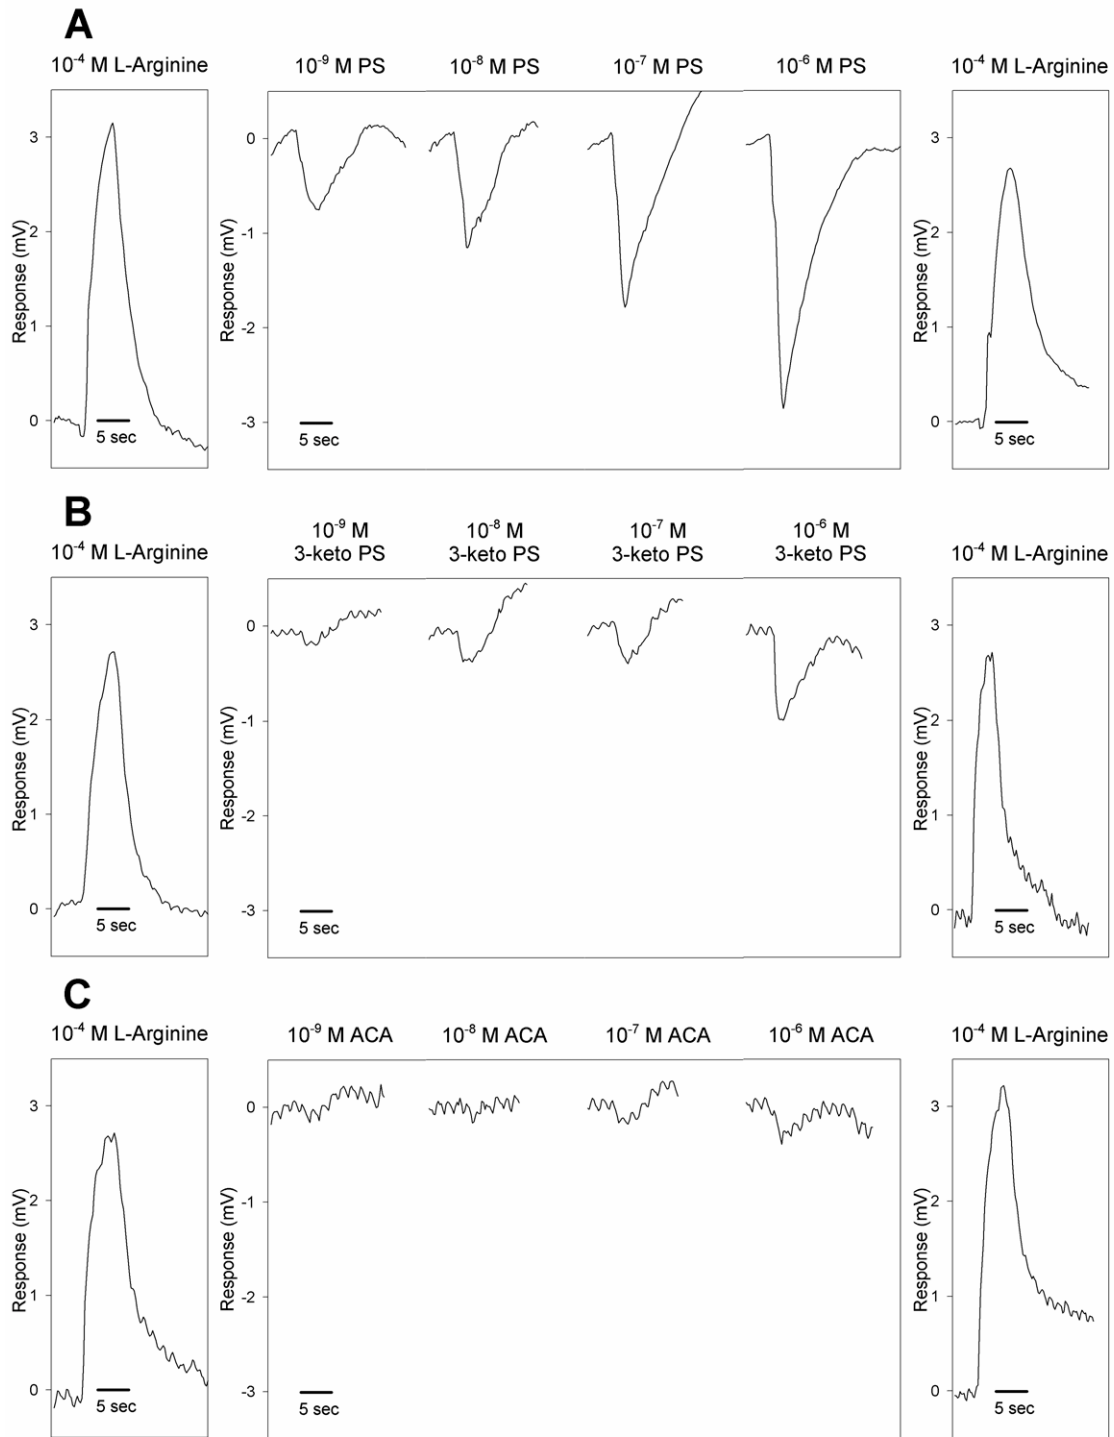 A
10⁻⁴ M L-Arginine
10⁻⁹ M PS
10⁻⁸ M PS
10⁻⁷ M PS
10⁻⁶ M PS
10⁻⁴ M L-Arginine
Response (mV)
3
2
1
0
5 sec
Response (mV)
0
-1
-2
-3
5 sec
Response (mV)
3
2
1
0
5 sec
B
10⁻⁴ M L-Arginine
10⁻⁹ M
3-keto PS
10⁻⁸ M
3-keto PS
10⁻⁷ M
3-keto PS
10⁻⁶ M
3-keto PS
10⁻⁴ M L-Arginine
Response (mV)
3
2
1
0
5 sec
Response (mV)
0
-1
-2
-3
5 sec
Response (mV)
3
2
1
0
5 sec
C
10⁻⁴ M L-Arginine
10⁻⁹ M ACA
10⁻⁸ M ACA
10⁻⁷ M ACA
10⁻⁶ M ACA
10⁻⁴ M L-Arginine
Response (mV)
3
2
1
0
5 sec
Response (mV)
0
-1
-2
-3
5 sec
Response (mV)
3
2
1
0
5 sec